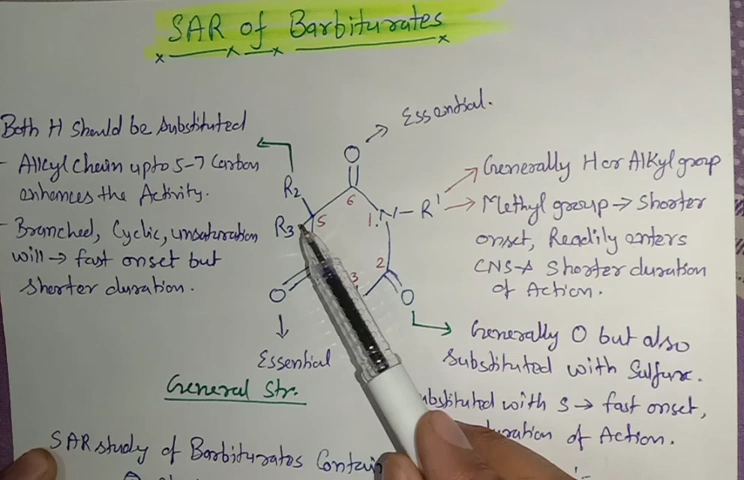 SAR of Barbiturates
Both H should be substituted
- Alkyl chain upto 5-7 Carbon
enhances the Activity.
- Branched, Cyclic, unsaturation
will → fast onset but
shorter duration.
Essential.
O
R2
R3
6
5
1.
N-R'
2
3
O
O
→ Generally H or Alkyl group
→ Methyl group → Shorter
onset, Readily enters
CNS → Shorter duration
of Action.
Essential
Generally O but also
substituted with Sulfur.
General Str.
ubstituted with S → fast onset,
uration of Action.
SAR study of Barbiturates Contain